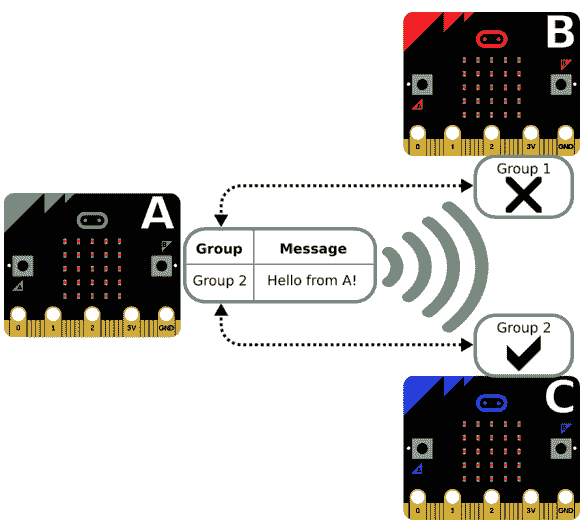 B
A
B
0 1 2 3V GND
Group 1
A
B
A
0 1 2 3V GND
Group Message
Group 2 Hello from A!
Group 2
C
B
A
0 1 2 3V GND